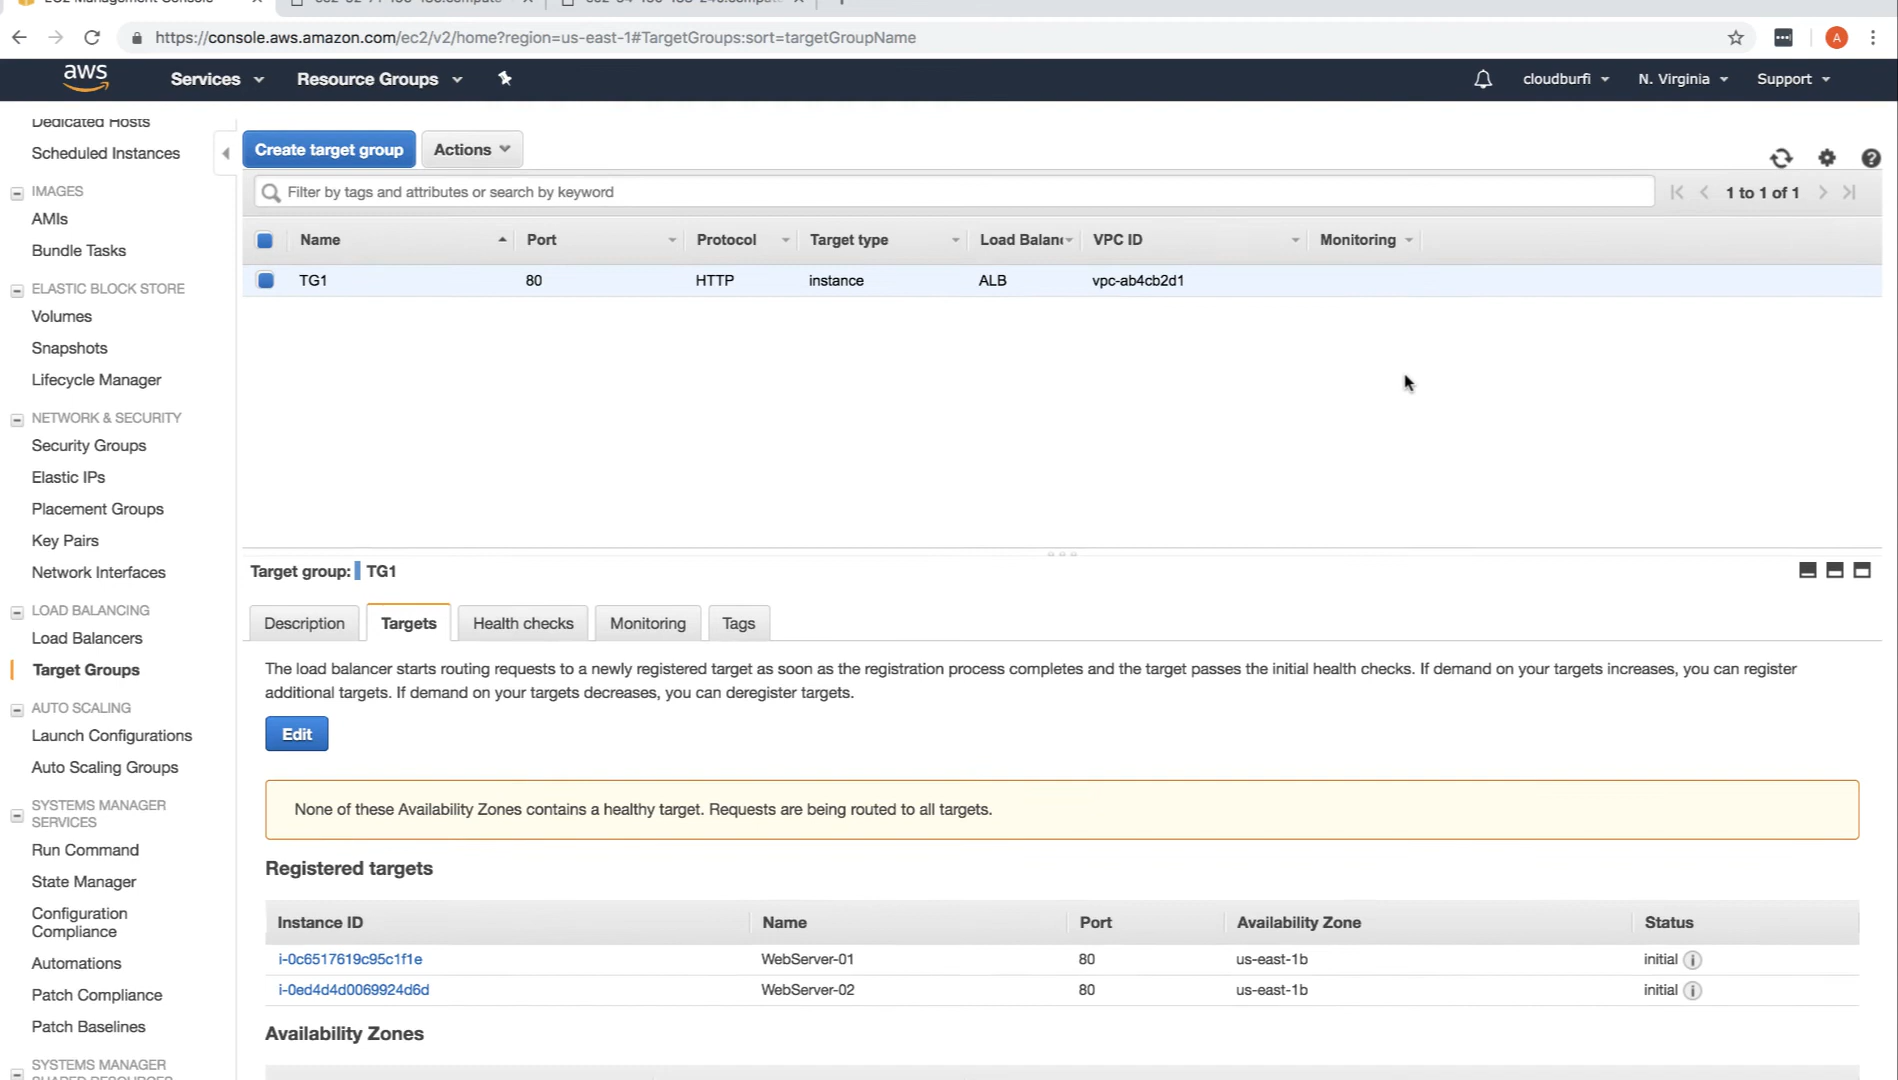 https://console.aws.amazon.com/ec2/v2/home?region=us-east-1#TargetGroups:sort=targetGroupName
A
aws
Services
Resource Groups
cloudburfi
N. Virginia
Support
Dedicated Hosts
Scheduled Instances
IMAGES
AMIs
Bundle Tasks
ELASTIC BLOCK STORE
Volumes
Snapshots
Lifecycle Manager
NETWORK & SECURITY
Security Groups
Elastic IPs
Placement Groups
Key Pairs
Network Interfaces
LOAD BALANCING
Load Balancers
Target Groups
AUTO SCALING
Launch Configurations
Auto Scaling Groups
SYSTEMS MANAGER
SERVICES
Run Command
State Manager
Configuration
Compliance
Automations
Patch Compliance
Patch Baselines
SYSTEMS MANAGER
Create target group
Actions
Filter by tags and attributes or search by keyword
1 to 1 of 1
Name Port Protocol Target type Load Balan VPC ID Monitoring
TG1 80 HTTP instance ALB vpc-ab4cb2d1
Target group: TG1
Description Targets Health checks Monitoring Tags
The load balancer starts routing requests to a newly registered target as soon as the registration process completes and the target passes the initial health checks. If demand on your targets increases, you can register
additional targets. If demand on your targets decreases, you can deregister targets.
Edit
None of these Availability Zones contains a healthy target. Requests are being routed to all targets.
Registered targets
Instance ID Name Port Availability Zone Status
i-0c6517619c95c1f1e WebServer-01 80 us-east-1b initial
i-0ed4d4d0069924d6d WebServer-02 80 us-east-1b initial
Availability Zones